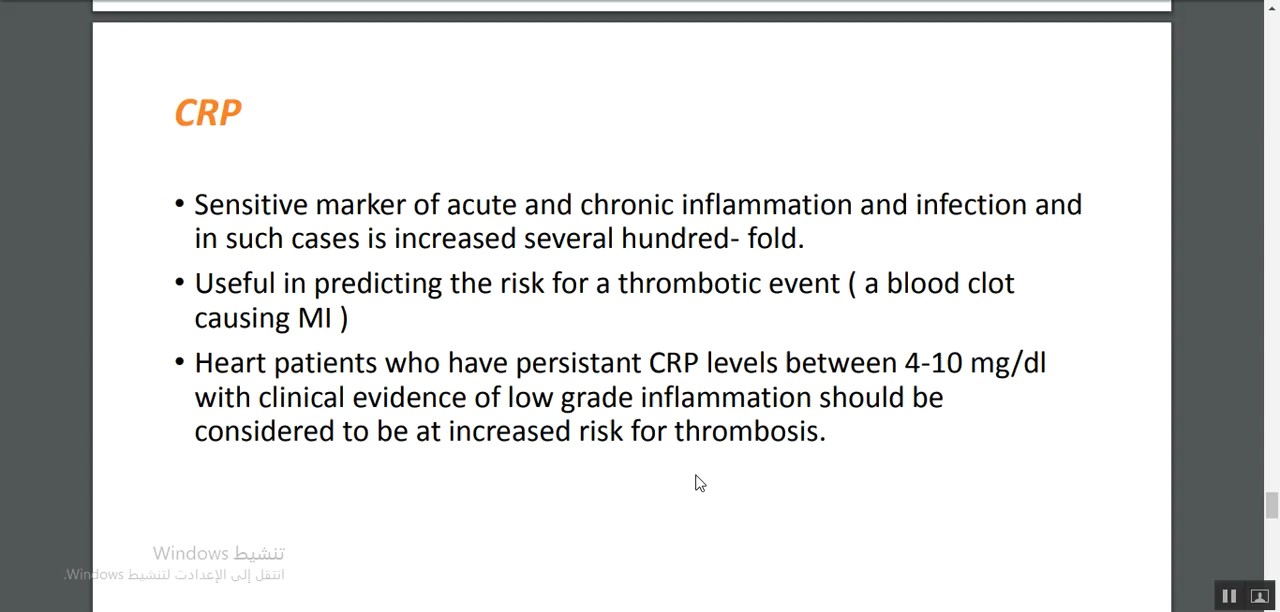 CRP
• Sensitive marker of acute and chronic inflammation and infection and
in such cases is increased several hundred- fold.
• Useful in predicting the risk for a thrombotic event ( a blood clot
causing MI )
• Heart patients who have persistant CRP levels between 4-10 mg/dl
with clinical evidence of low grade inflammation should be
considered to be at increased risk for thrombosis.
تنشيط Windows
انتقل إلى الإعدادت لتنشيط Windows.